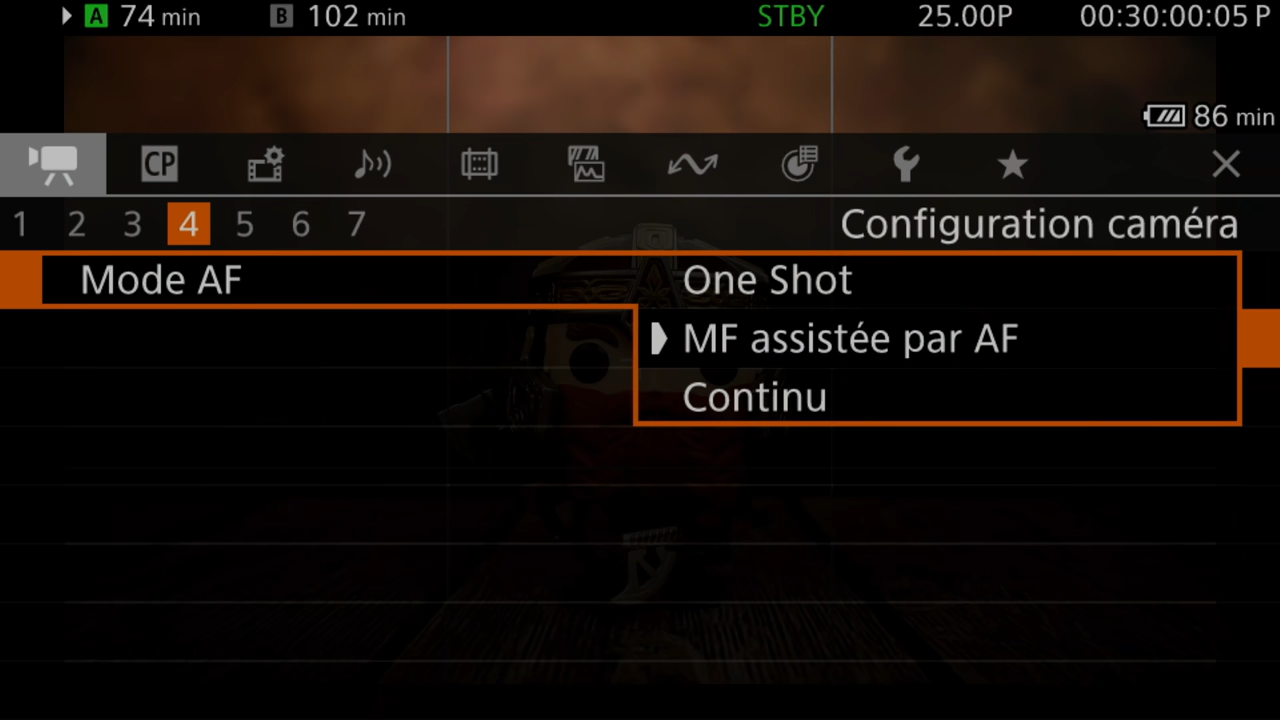 A 74 min B 102 min STBY 25.00P 00:30:00:05 P
86 min
CP
1 2 3 4 5 6 7 Configuration caméra
Mode AF One Shot
MF assistée par AF
Continu